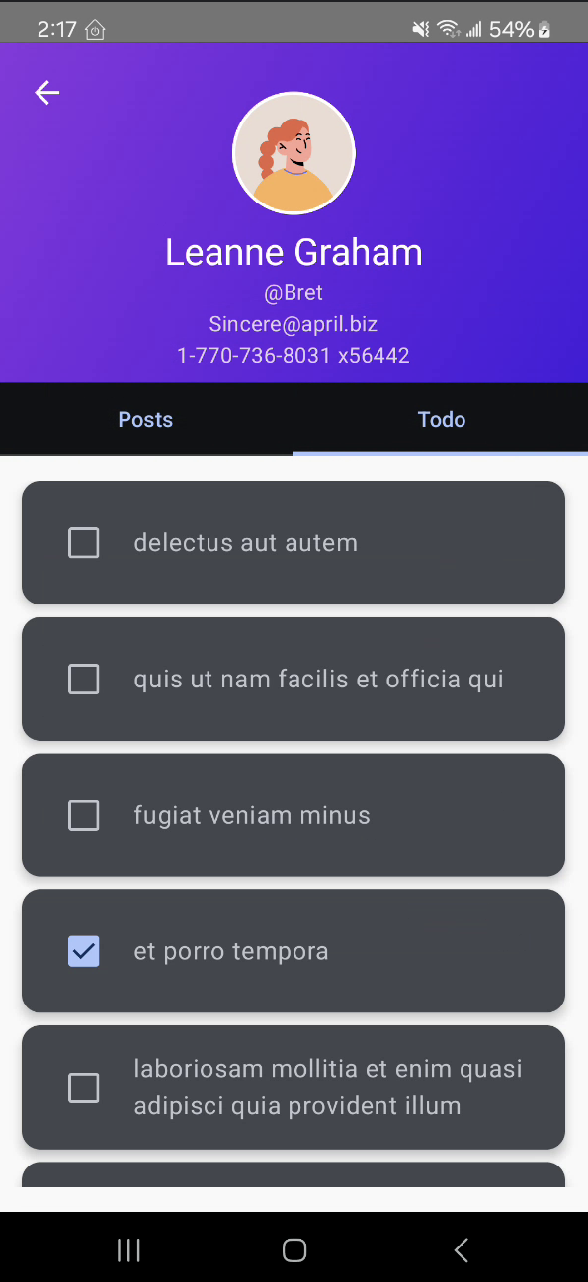 2:17 54%
Leanne Graham
@Bret
Sincere@april.biz
1-770-736-8031 x56442
Posts Todo
delectus aut autem
quis ut nam facilis et officia qui
fugiat veniam minus
et porro tempora
laboriosam mollitia et enim quasi
adipisci quia provident illum